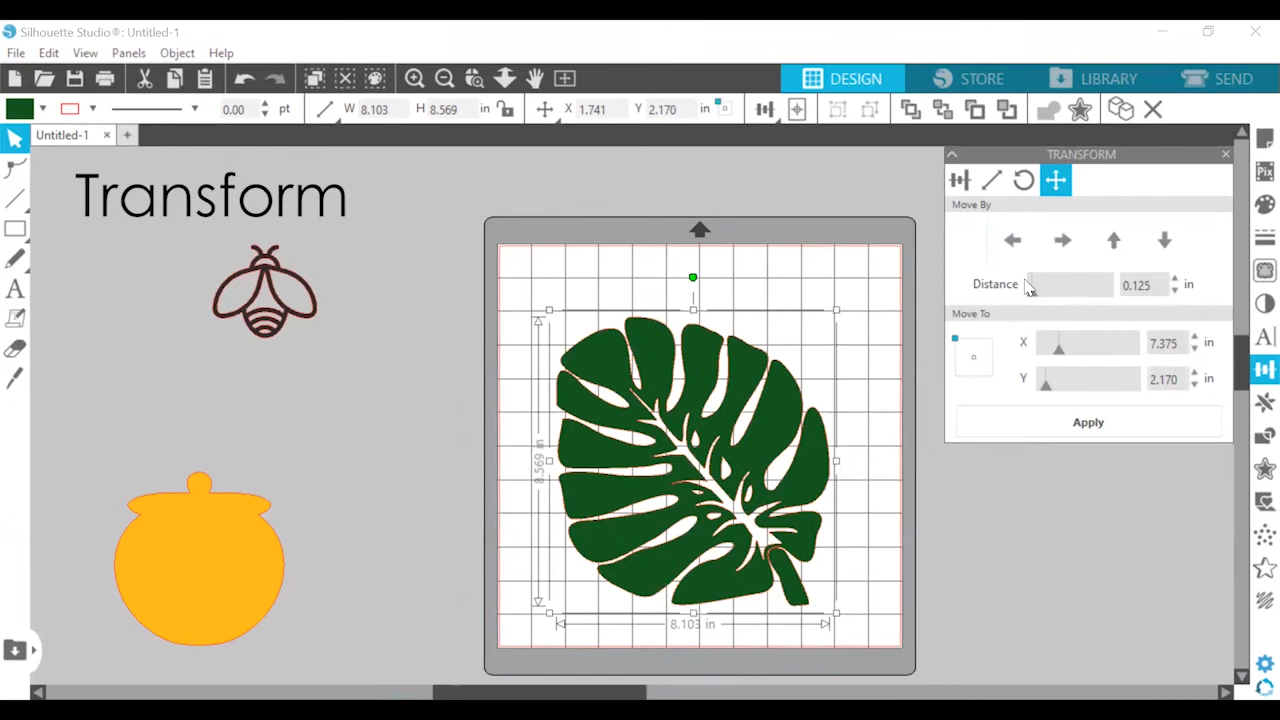 Silhouette Studio®: Untitled-1
File Edit View Panels Object Help
DESIGN STORE LIBRARY SEND
0.00 pt W 8.103 H 8.569 in X 1.741 Y 2.170 in
Untitled-1
Transform
TRANSFORM
Move By
Distance 0.125 in
Move To
X 7.375 in
Y 2.170 in
Apply
8.569 in
8.103 in